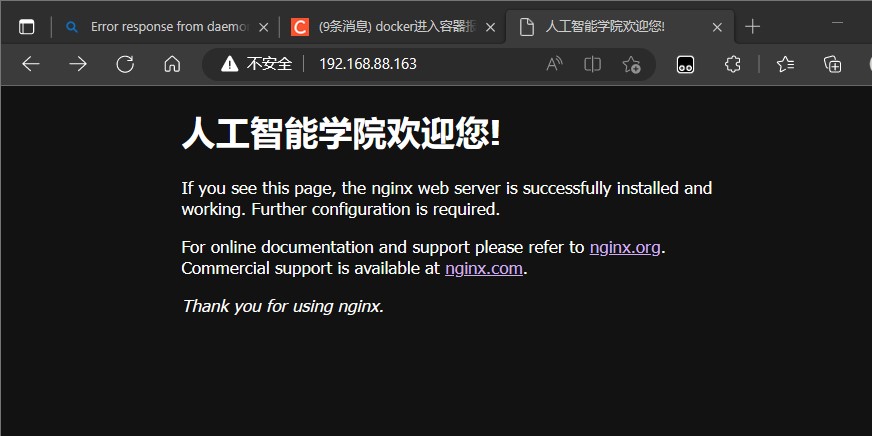 Error response from daemo
(9条消息) docker进入容器报
人工智能学院欢迎您!
不安全
192.168.88.163
人工智能学院欢迎您!
If you see this page, the nginx web server is successfully installed and
working. Further configuration is required.
For online documentation and support please refer to nginx.org.
Commercial support is available at nginx.com.
Thank you for using nginx.